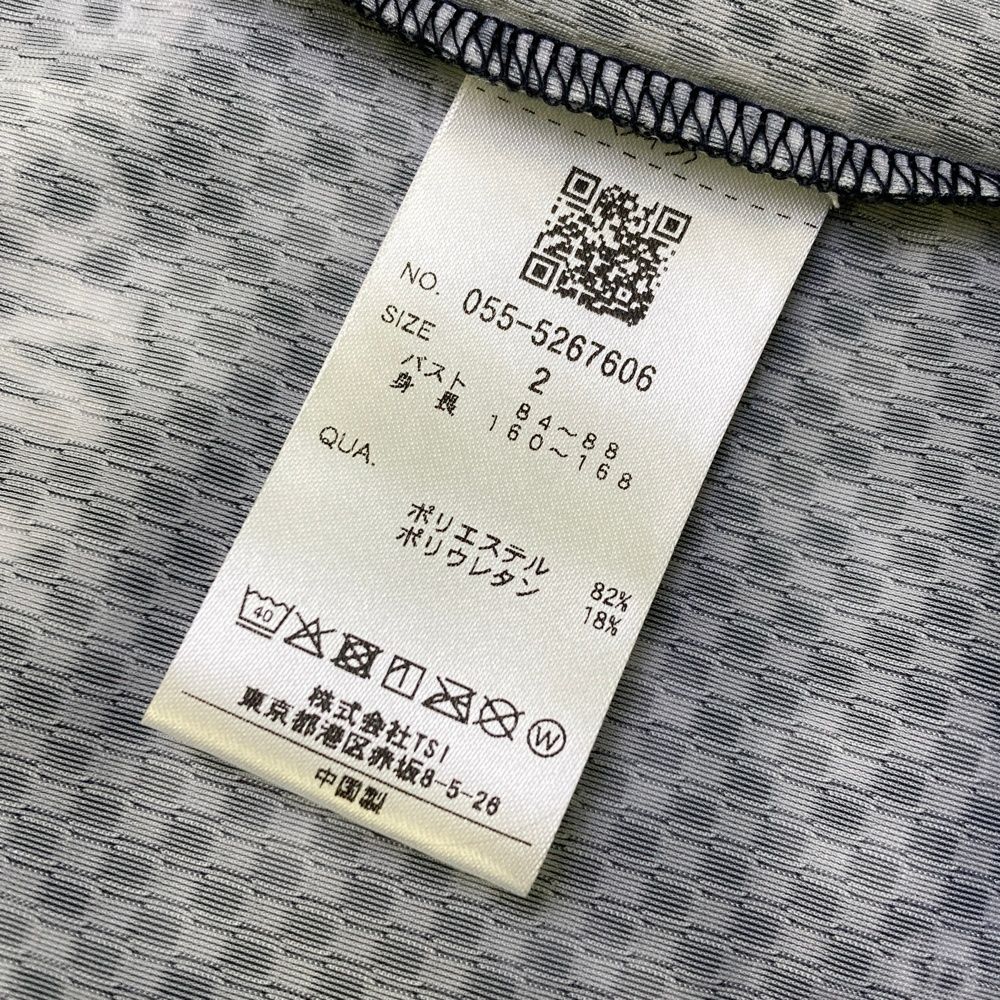 NO. 055-5267606
SIZE 2
バスト 84～88
身長 160～168
QUA.
ポリエステル 82%
ポリウレタン 18%
40
W
株式会社TSI
東京都港区赤坂8-5-26
中国製